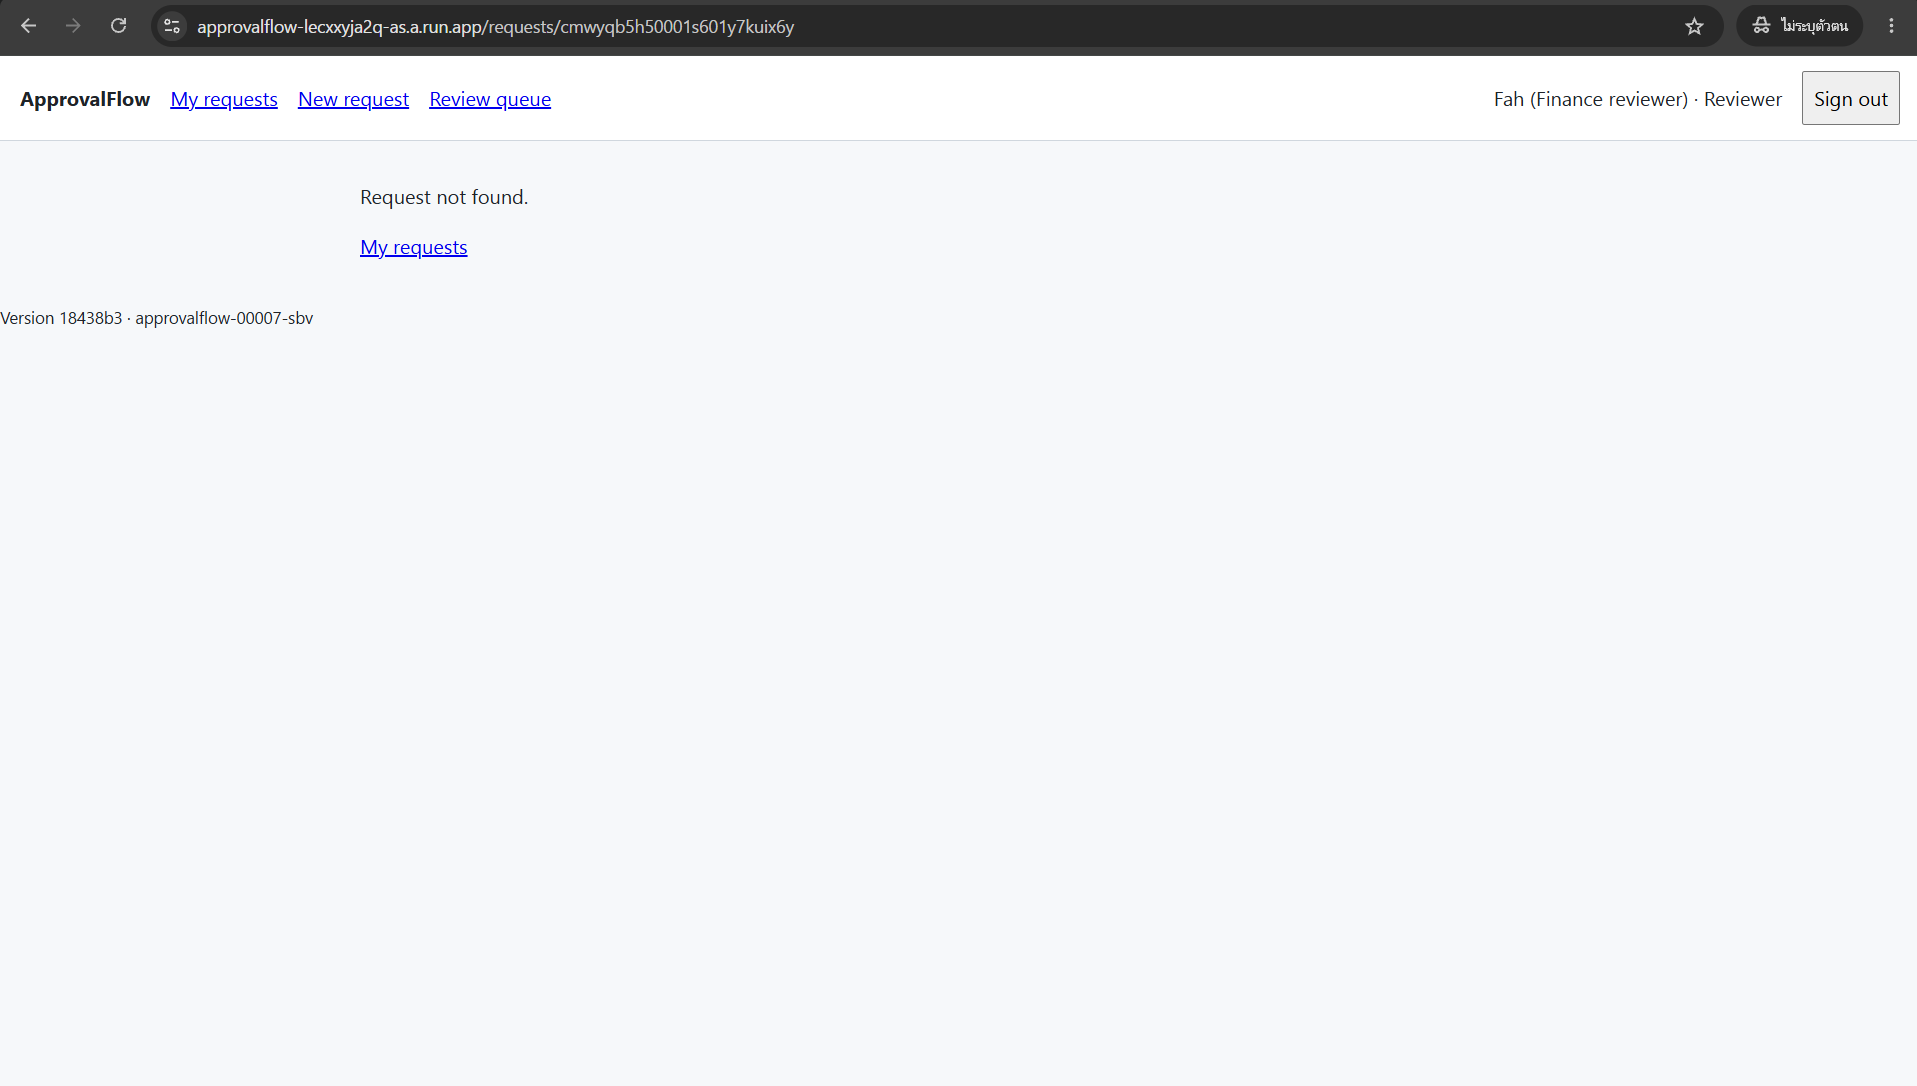 approvalflow-lecxxyja2q-as.a.run.app/requests/cmwyqb5h50001s601y7kuix6y ไม่ระบุตัวตน
ApprovalFlow My requests New request Review queue Fah (Finance reviewer) · Reviewer Sign out
Request not found.
My requests
Version 18438b3 · approvalflow-00007-sbv